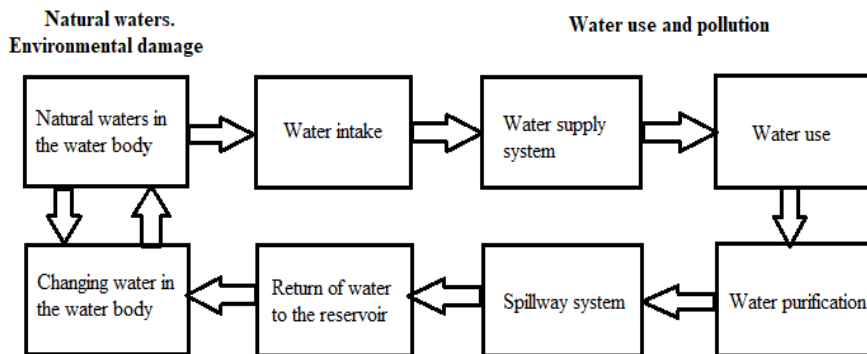 Natural waters.
Environmental damage
Water use and pollution
Natural waters in
the water body
Water intake
Water supply
system
Water use
Changing water in
the water body
Return of water
to the reservoir
Spillway system
Water purification